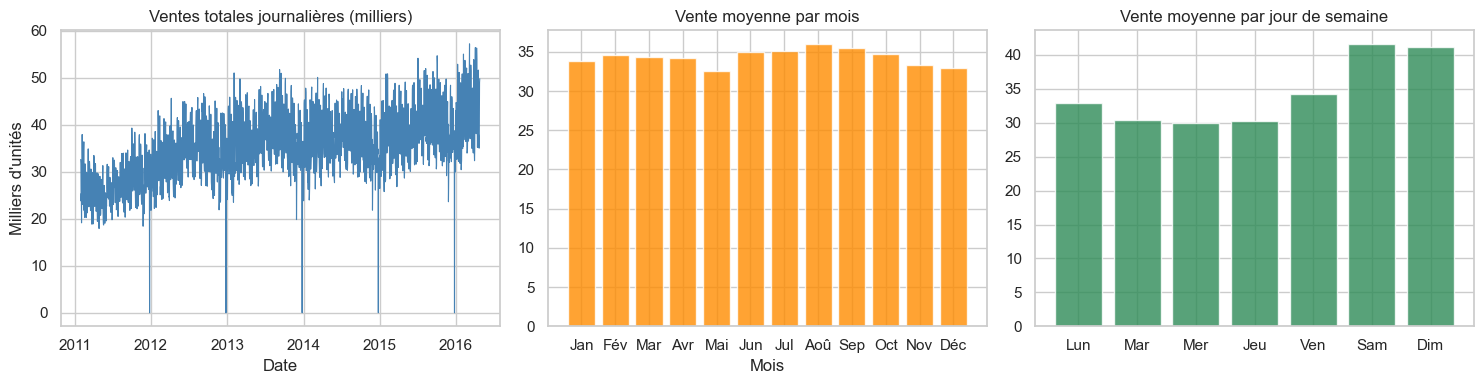 Ventes totales journalières (milliers)
Milliers d'unités
60
50
40
30
20
10
0
2011 2012 2013 2014 2015 2016
Date
Vente moyenne par mois
35
30
25
20
15
10
5
0
Jan Fév Mar Avr Mai Jun Jul Aoû Sep Oct Nov Déc
Mois
Vente moyenne par jour de semaine
40
35
30
25
20
15
10
5
0
Lun Mar Mer Jeu Ven Sam Dim